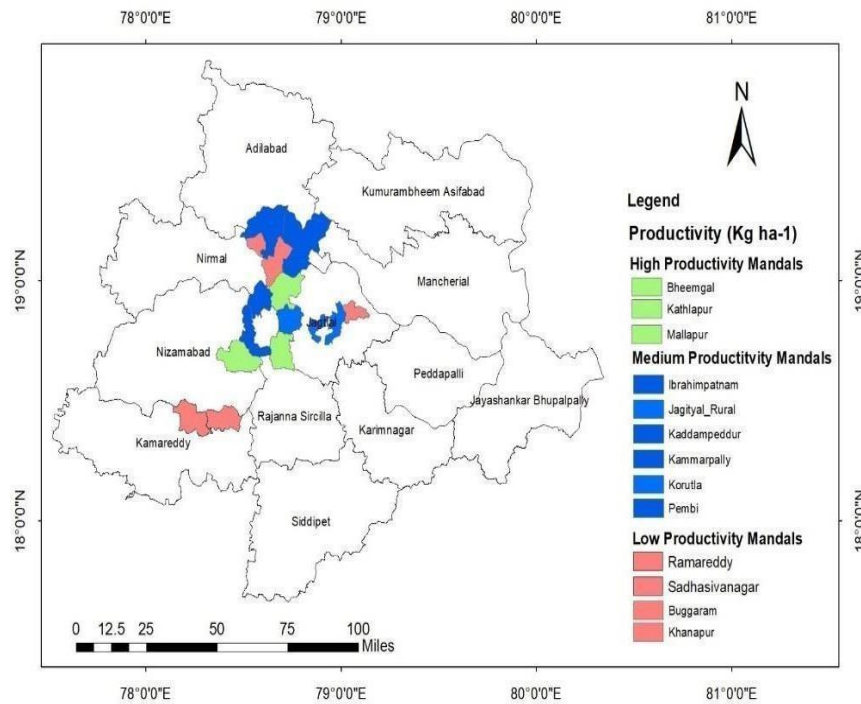 78°0'0"E 79°0'0"E 80°0'0"E 81°0'0"E
N
Adilabad
Kumurambheem Asifabad
Nirmal
Mancherial
19°0'0"N
19°0'0"N
Jagtial
Nizamabad
Peddapalli
Jayashankar Bhupalpally
Rajanna Sircilla
Karimnagar
Kamareddy
18°0'0"N
18°0'0"N
Siddipet
Legend
Productivity (Kg ha-1)
High Productivity Mandals
Bheemgal
Kathlapur
Mallapur
Medium Productitvity Mandals
Ibrahimpatnam
Jagityal_Rural
Kaddampeddur
Kammarpally
Korutla
Pembi
Low Productivity Mandals
Ramareddy
Sadhasivanagar
Buggaram
Khanapur
0 12.5 25 50 75 100
Miles
78°0'0"E 79°0'0"E 80°0'0"E 81°0'0"E